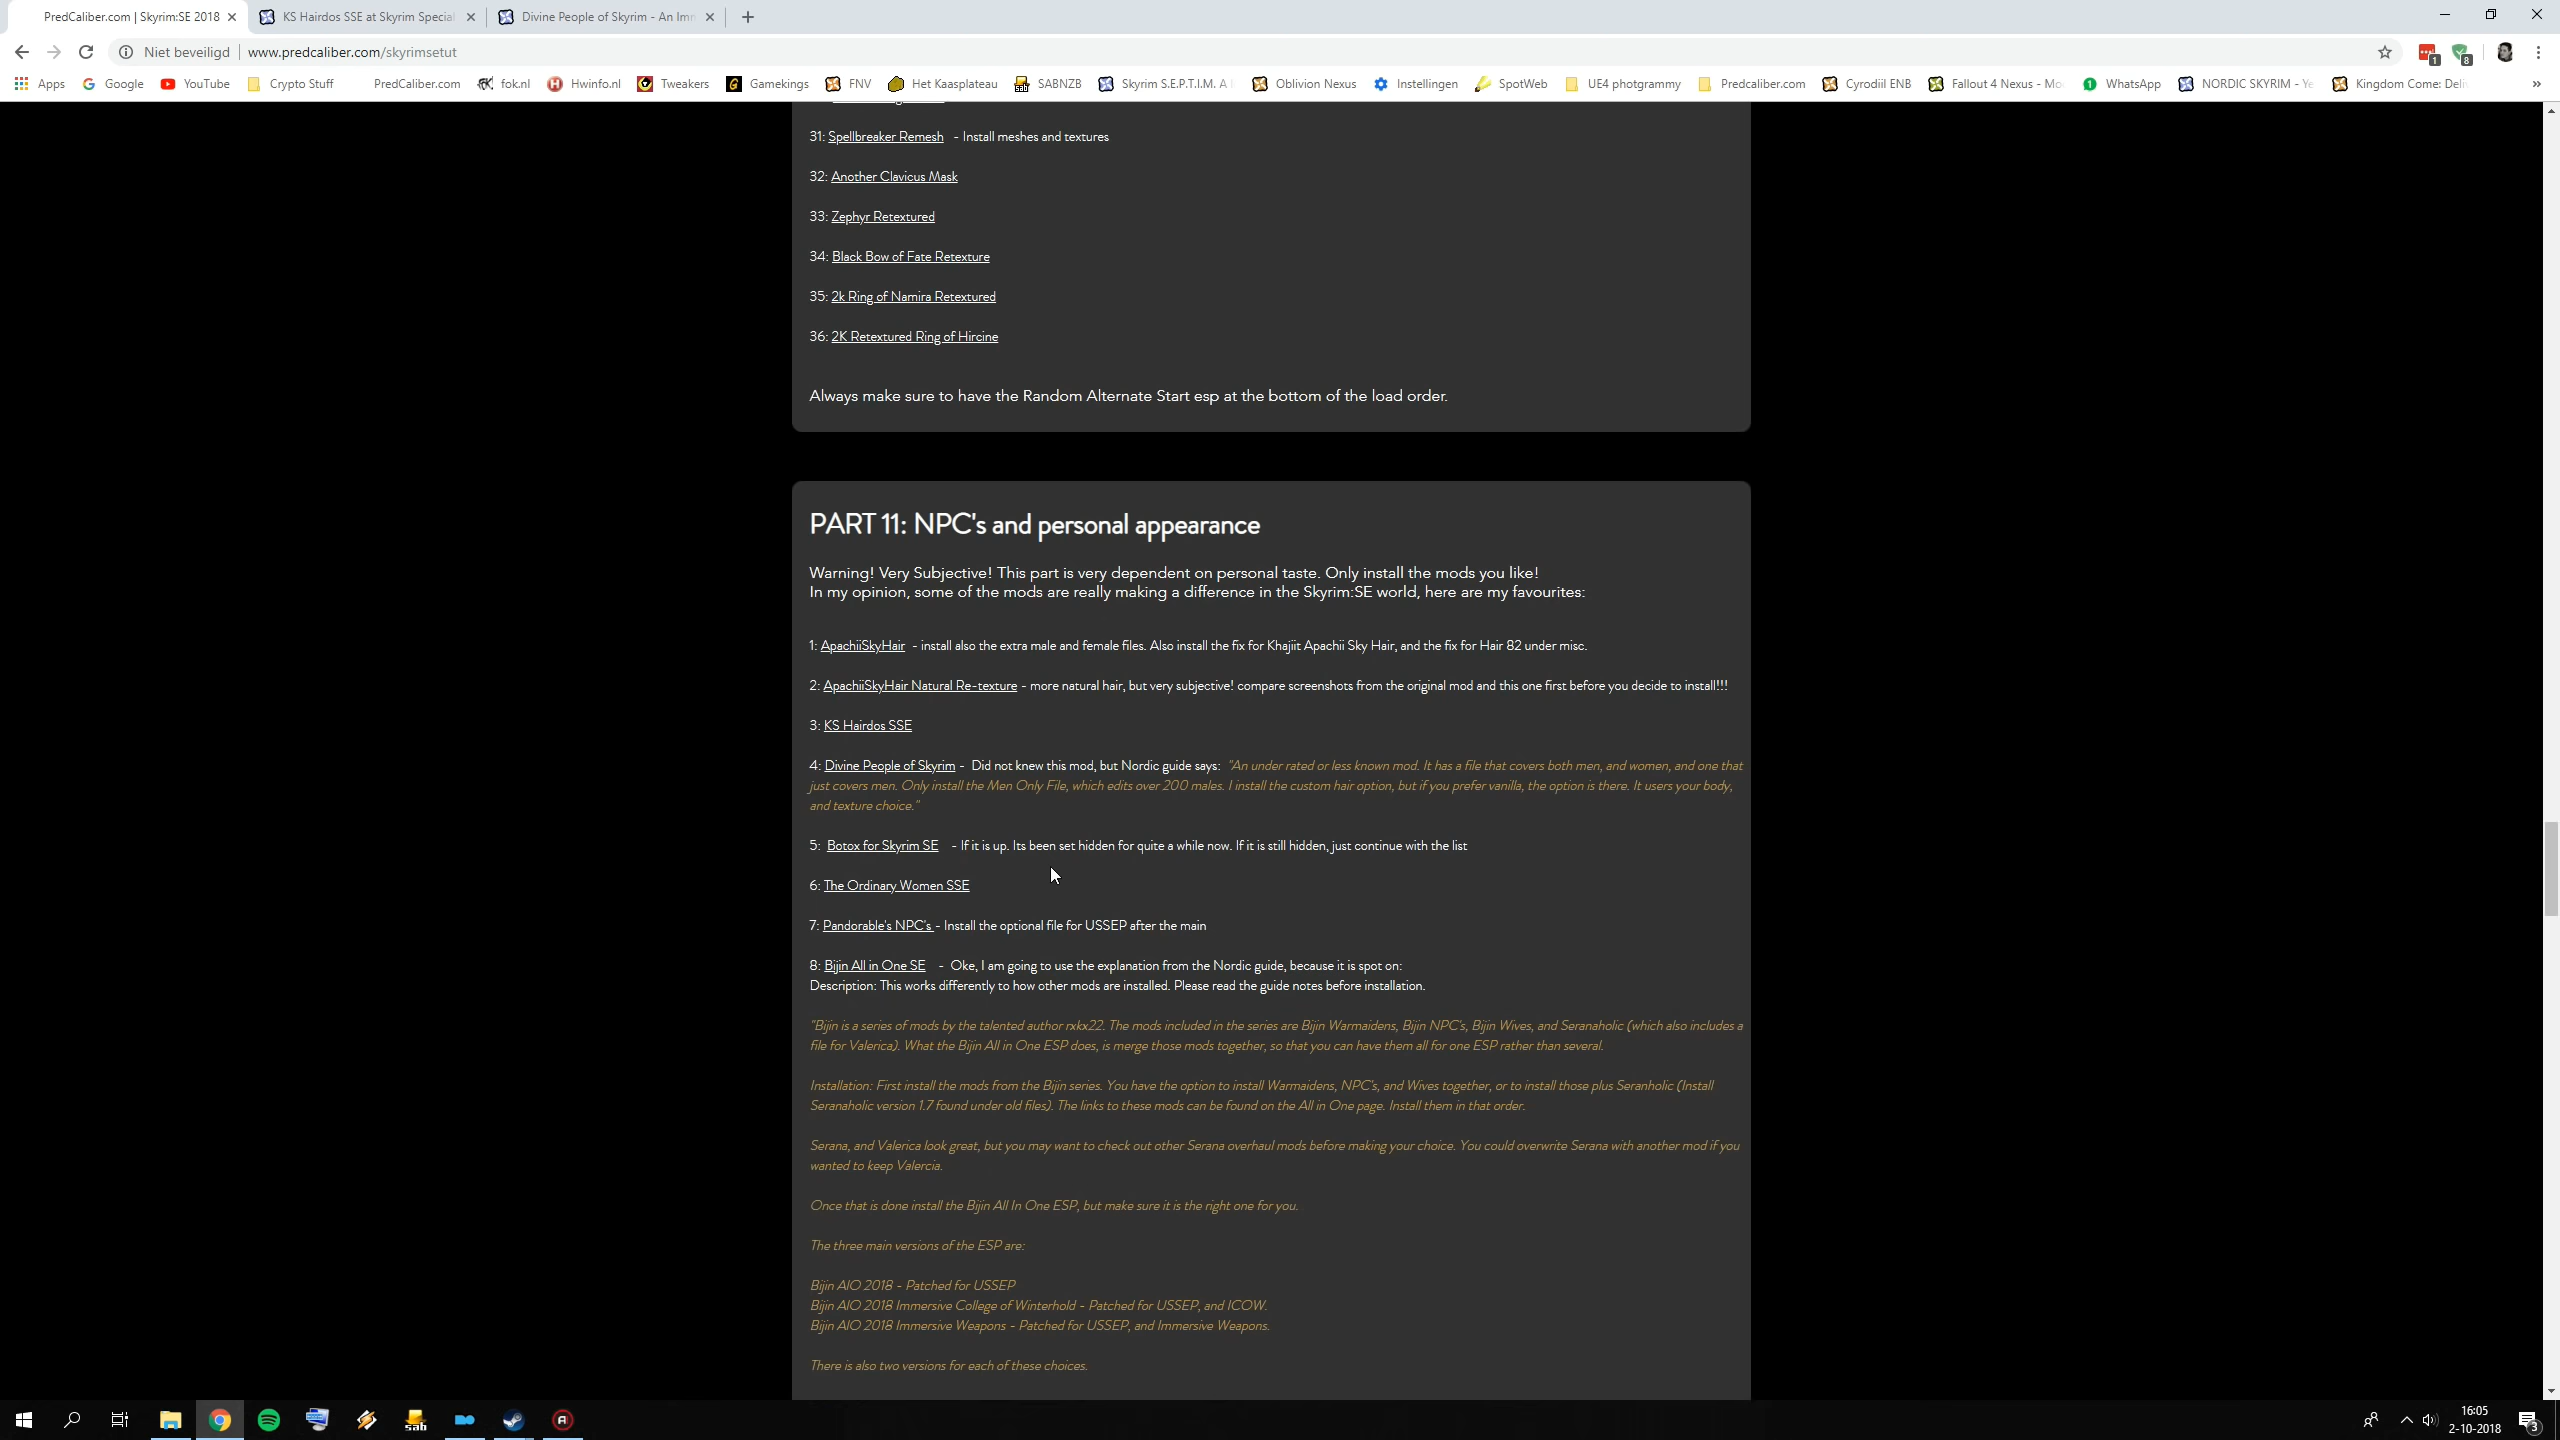 PredCaliber.com | Skyrim:SE 2018
KS Hairdos SSE at Skyrim Special
Divine People of Skyrim - An Imm
Niet beveiligd
www.predcaliber.com/skyrimsetut
1
8
Apps
Google
YouTube
Crypto Stuff
PredCaliber.com
fok.nl
Hwinfo.nl
Tweakers
Gamekings
FNV
Het Kaasplateau
SABNZB
Skyrim S.E.P.T.I.M. A
Oblivion Nexus
Instellingen
SpotWeb
UE4 photgrammy
Predcaliber.com
Cyrodiil ENB
Fallout 4 Nexus - Mo
WhatsApp
NORDIC SKYRIM - Ye
Kingdom Come: Deliv
31: Spellbreaker Remesh - Install meshes and textures
32: Another Clavicus Mask
33: Zephyr Retextured
34: Black Bow of Fate Retexture
35: 2k Ring of Namira Retextured
36: 2K Retextured Ring of Hircine
Always make sure to have the Random Alternate Start esp at the bottom of the load order.
PART 11: NPC's and personal appearance
Warning! Very Subjective! This part is very dependent on personal taste. Only install the mods you like!
In my opinion, some of the mods are really making a difference in the Skyrim:SE world, here are my favourites:
1: ApachiiSkyHair - install also the extra male and female files. Also install the fix for Khajiit Apachii Sky Hair, and the fix for Hair 82 under misc.
2: ApachiiSkyHair Natural Re-texture - more natural hair, but very subjective! compare screenshots from the original mod and this one first before you decide to install!!!
3: KS Hairdos SSE
4: Divine People of Skyrim - Did not knew this mod, but Nordic guide says: "An under rated or less known mod. It has a file that covers both men, and women, and one that
just covers men. Only install the Men Only File, which edits over 200 males. I install the custom hair option, but if you prefer vanilla, the option is there. It users your body,
and texture choice."
5: Botox for Skyrim SE - If it is up. Its been set hidden for quite a while now. If it is still hidden, just continue with the list
6: The Ordinary Women SSE
7: Pandorable's NPC's - Install the optional file for USSEP after the main
8: Bijin All in One SE - Oke, I am going to use the explanation from the Nordic guide, because it is spot on:
Description: This works differently to how other mods are installed. Please read the guide notes before installation.
"Bijin is a series of mods by the talented author rxkx22. The mods included in the series are Bijin Warmaidens, Bijin NPC's, Bijin Wives, and Seranaholic (which also includes a
file for Valerica). What the Bijin All in One ESP does, is merge those mods together, so that you can have them all for one ESP rather than several.
Installation: First install the mods from the Bijin series. You have the option to install Warmaidens, NPC's, and Wives together, or to install those plus Seranholic (Install
Seranaholic version 1.7 found under old files). The links to these mods can be found on the All in One page. Install them in that order.
Serana, and Valerica look great, but you may want to check out other Serana overhaul mods before making your choice. You could overwrite Serana with another mod if you
wanted to keep Valercia.
Once that is done install the Bijin All In One ESP, but make sure it is the right one for you.
The three main versions of the ESP are:
Bijin AIO 2018 - Patched for USSEP
Bijin AIO 2018 Immersive College of Winterhold - Patched for USSEP, and ICOW.
Bijin AIO 2018 Immersive Weapons - Patched for USSEP, and Immersive Weapons.
There is also two versions for each of these choices.
sab
16:05
2-10-2018
3